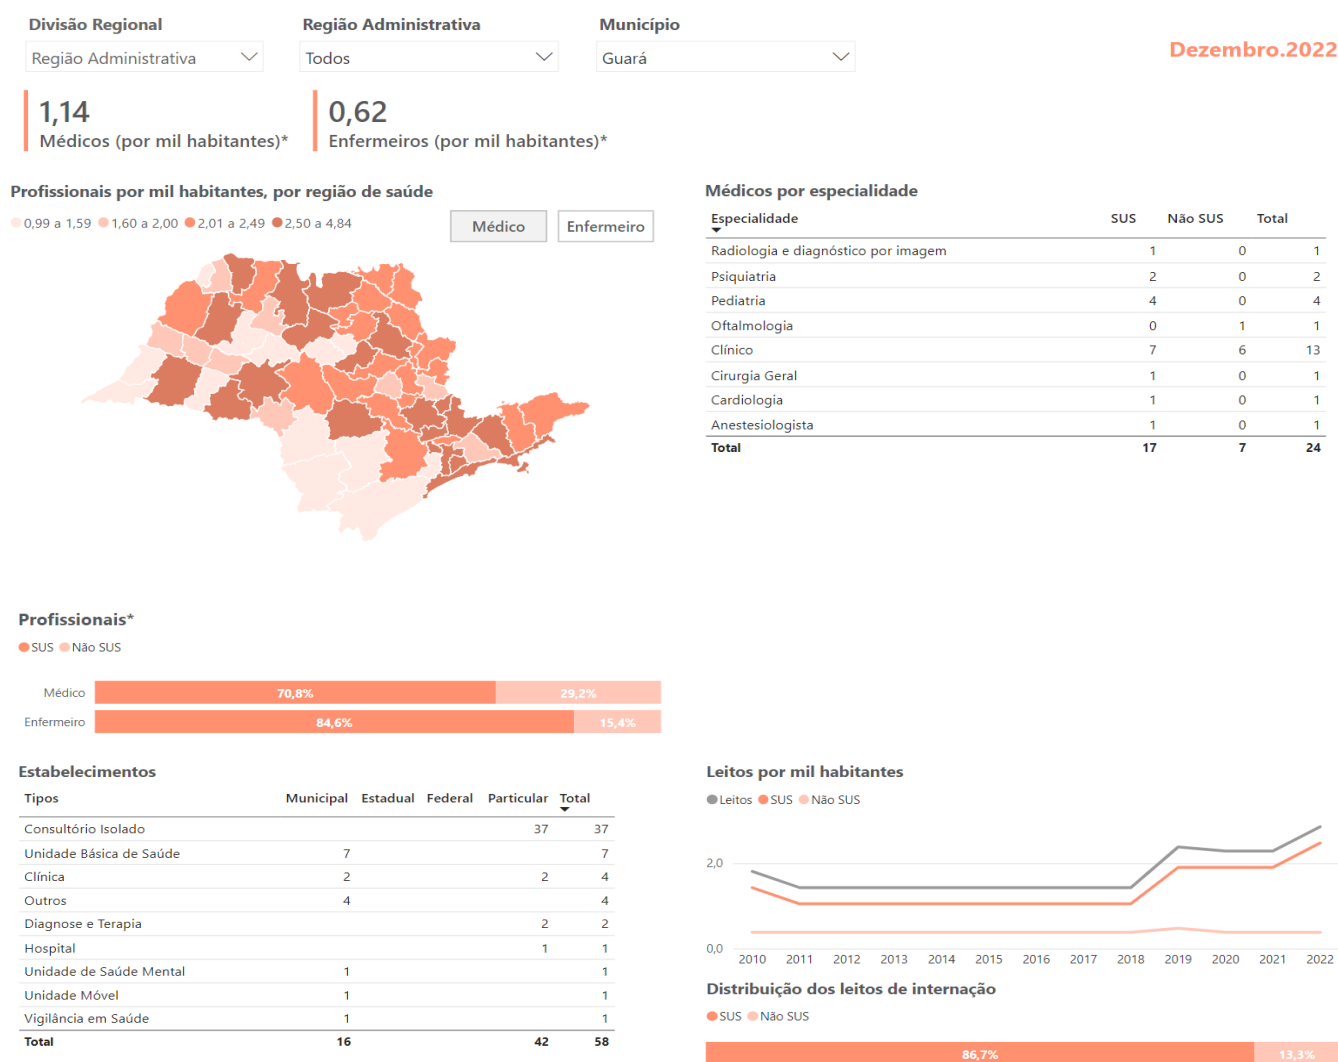 Divisão Regional
Região Administrativa
Município
Região Administrativa
Todos
Guará
Dezembro.2022
1,14
Médicos (por mil habitantes)*
0,62
Enfermeiros (por mil habitantes)*
Profissionais por mil habitantes, por região de saúde
0,99 a 1,59 1,60 a 2,00 2,01 a 2,49 2,50 a 4,84
Médico
Enfermeiro
Médicos por especialidade
Especialidade SUS Não SUS Total
Radiologia e diagnóstico por imagem 1 0 1
Psiquiatria 2 0 2
Pediatria 4 0 4
Oftalmologia 0 1 1
Clínico 7 6 13
Cirurgia Geral 1 0 1
Cardiologia 1 0 1
Anestesiologista 1 0 1
Total 17 7 24
Profissionais*
SUS Não SUS
Médico 70,8% 29,2%
Enfermeiro 84,6% 15,4%
Estabelecimentos
Tipos Municipal Estadual Federal Particular Total
Consultório Isolado 37 37
Unidade Básica de Saúde 7 7
Clínica 2 2 4
Outros 4 4
Diagnose e Terapia 2 2
Hospital 1 1
Unidade de Saúde Mental 1 1
Unidade Móvel 1 1
Vigilância em Saúde 1 1
Total 16 42 58
Leitos por mil habitantes
Leitos SUS Não SUS
2,0
0,0
2010 2011 2012 2013 2014 2015 2016 2017 2018 2019 2020 2021 2022
Distribuição dos leitos de internação
SUS Não SUS
86,7% 13,3%